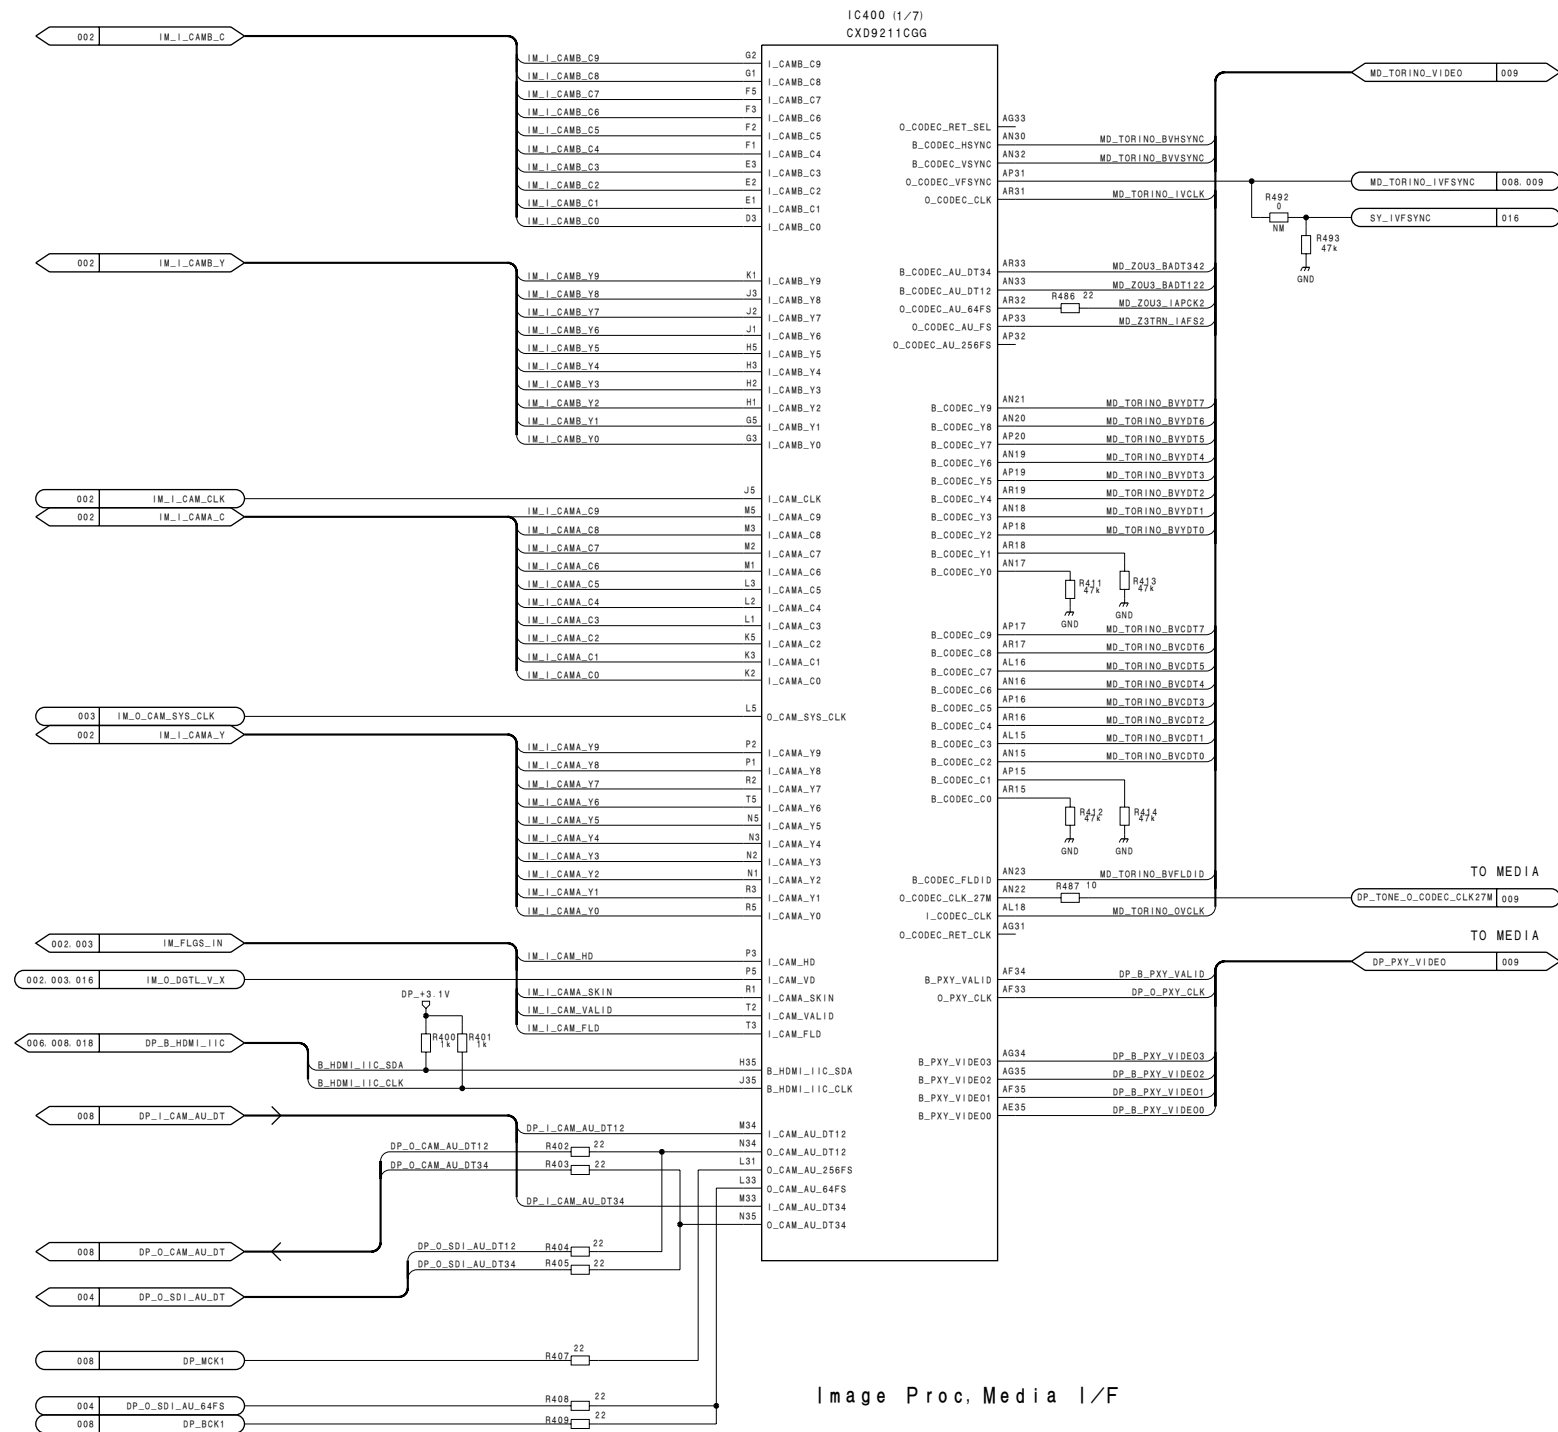 IC400 (1/7)
CXD9211CGG
002 IM_I_CAMB_C
IM_I_CAMB_C9 G2 I_CAMB_C9
IM_I_CAMB_C8 G1 I_CAMB_C8
IM_I_CAMB_C7 F5 I_CAMB_C7
IM_I_CAMB_C6 F3 I_CAMB_C6
IM_I_CAMB_C5 F2 I_CAMB_C5
IM_I_CAMB_C4 F1 I_CAMB_C4
IM_I_CAMB_C3 E3 I_CAMB_C3
IM_I_CAMB_C2 E2 I_CAMB_C2
IM_I_CAMB_C1 E1 I_CAMB_C1
IM_I_CAMB_C0 D3 I_CAMB_C0
002 IM_I_CAMB_Y
IM_I_CAMB_Y9 K1 I_CAMB_Y9
IM_I_CAMB_Y8 J3 I_CAMB_Y8
IM_I_CAMB_Y7 J2 I_CAMB_Y7
IM_I_CAMB_Y6 J1 I_CAMB_Y6
IM_I_CAMB_Y5 H5 I_CAMB_Y5
IM_I_CAMB_Y4 H3 I_CAMB_Y4
IM_I_CAMB_Y3 H2 I_CAMB_Y3
IM_I_CAMB_Y2 H1 I_CAMB_Y2
IM_I_CAMB_Y1 G5 I_CAMB_Y1
IM_I_CAMB_Y0 G3 I_CAMB_Y0
002 IM_I_CAM_CLK J5 I_CAM_CLK
002 IM_I_CAMA_C
IM_I_CAMA_C9 M5 I_CAMA_C9
IM_I_CAMA_C8 M3 I_CAMA_C8
IM_I_CAMA_C7 M2 I_CAMA_C7
IM_I_CAMA_C6 M1 I_CAMA_C6
IM_I_CAMA_C5 L3 I_CAMA_C5
IM_I_CAMA_C4 L2 I_CAMA_C4
IM_I_CAMA_C3 L1 I_CAMA_C3
IM_I_CAMA_C2 K5 I_CAMA_C2
IM_I_CAMA_C1 K3 I_CAMA_C1
IM_I_CAMA_C0 K2 I_CAMA_C0
003 IM_O_CAM_SYS_CLK L5 O_CAM_SYS_CLK
002 IM_I_CAMA_Y
IM_I_CAMA_Y9 P2 I_CAMA_Y9
IM_I_CAMA_Y8 P1 I_CAMA_Y8
IM_I_CAMA_Y7 R2 I_CAMA_Y7
IM_I_CAMA_Y6 T5 I_CAMA_Y6
IM_I_CAMA_Y5 N5 I_CAMA_Y5
IM_I_CAMA_Y4 N3 I_CAMA_Y4
IM_I_CAMA_Y3 N2 I_CAMA_Y3
IM_I_CAMA_Y2 N1 I_CAMA_Y2
IM_I_CAMA_Y1 R3 I_CAMA_Y1
IM_I_CAMA_Y0 R5 I_CAMA_Y0
002.003 IM_FLGS_IN
IM_I_CAM_HD P3 I_CAM_HD
002.003.016 IM_O_DGTL_V_X P5 I_CAM_VD
IM_I_CAMA_SKIN R1 I_CAMA_SKIN
IM_I_CAM_VALID T2 I_CAM_VALID
IM_I_CAM_FLD T3 I_CAM_FLD
DP_+3.1V
R400 1k
R401 1k
006.008.018 DP_B_HDMI_IIC
B_HDMI_IIC_SDA H35 B_HDMI_IIC_SDA
B_HDMI_IIC_CLK J35 B_HDMI_IIC_CLK
008 DP_I_CAM_AU_DT
DP_I_CAM_AU_DT12 M34 I_CAM_AU_DT12
DP_O_CAM_AU_DT12 R402 22 N34 O_CAM_AU_DT12
DP_O_CAM_AU_DT34 R403 22 L31 O_CAM_AU_256FS
L33 O_CAM_AU_64FS
DP_I_CAM_AU_DT34 M33 I_CAM_AU_DT34
N35 O_CAM_AU_DT34
008 DP_O_CAM_AU_DT
DP_O_SDI_AU_DT12 R404 22
DP_O_SDI_AU_DT34 R405 22
004 DP_O_SDI_AU_DT
008 DP_MCK1 R407 22
004 DP_O_SDI_AU_64FS R408 22
008 DP_BCK1 R409 22
MD_TORINO_VIDEO 009
O_CODEC_RET_SEL AG33
B_CODEC_HSYNC AN30 MD_TORINO_BVHSYNC
B_CODEC_VSYNC AN32 MD_TORINO_BVVSYNC
O_CODEC_VFSYNC AP31 MD_TORINO_IVFSYNC 008.009
O_CODEC_CLK AR31 MD_TORINO_IVCLK
R492 0 NM
SY_IVFSYNC 016
R493 47k
GND
B_CODEC_AU_DT34 AR33 MD_ZOU3_BADT342
B_CODEC_AU_DT12 AN33 MD_ZOU3_BADT122
O_CODEC_AU_64FS AR32 R486 22 MD_ZOU3_IAPCK2
O_CODEC_AU_FS AP33 MD_Z3TRN_IAFS2
O_CODEC_AU_256FS AP32
B_CODEC_Y9 AN21 MD_TORINO_BVYDT7
B_CODEC_Y8 AN20 MD_TORINO_BVYDT6
B_CODEC_Y7 AP20 MD_TORINO_BVYDT5
B_CODEC_Y6 AN19 MD_TORINO_BVYDT4
B_CODEC_Y5 AP19 MD_TORINO_BVYDT3
B_CODEC_Y4 AR19 MD_TORINO_BVYDT2
B_CODEC_Y3 AN18 MD_TORINO_BVYDT1
B_CODEC_Y2 AP18 MD_TORINO_BVYDT0
B_CODEC_Y1 AR18
B_CODEC_Y0 AN17
R411 47k
R413 47k
GND
GND
B_CODEC_C9 AP17 MD_TORINO_BVCDT7
B_CODEC_C8 AR17 MD_TORINO_BVCDT6
B_CODEC_C7 AL16 MD_TORINO_BVCDT5
B_CODEC_C6 AN16 MD_TORINO_BVCDT4
B_CODEC_C5 AP16 MD_TORINO_BVCDT3
B_CODEC_C4 AR16 MD_TORINO_BVCDT2
B_CODEC_C3 AL15 MD_TORINO_BVCDT1
B_CODEC_C2 AN15 MD_TORINO_BVCDT0
B_CODEC_C1 AP15
B_CODEC_C0 AR15
R412 47k
R414 47k
GND
GND
B_CODEC_FLDID AN23 MD_TORINO_BVFLDID
TO MEDIA
O_CODEC_CLK_27M AN22 R487 10 DP_TONE_O_CODEC_CLK27M 009
I_CODEC_CLK AL18 MD_TORINO_OVCLK
O_CODEC_RET_CLK AG31
TO MEDIA
DP_PXY_VIDEO 009
B_PXY_VALID AF34 DP_B_PXY_VALID
O_PXY_CLK AF33 DP_O_PXY_CLK
B_PXY_VIDEO3 AG34 DP_B_PXY_VIDEO3
B_PXY_VIDEO2 AG35 DP_B_PXY_VIDEO2
B_PXY_VIDEO1 AF35 DP_B_PXY_VIDEO1
B_PXY_VIDEO0 AE35 DP_B_PXY_VIDEO0
Image Proc, Media I/F